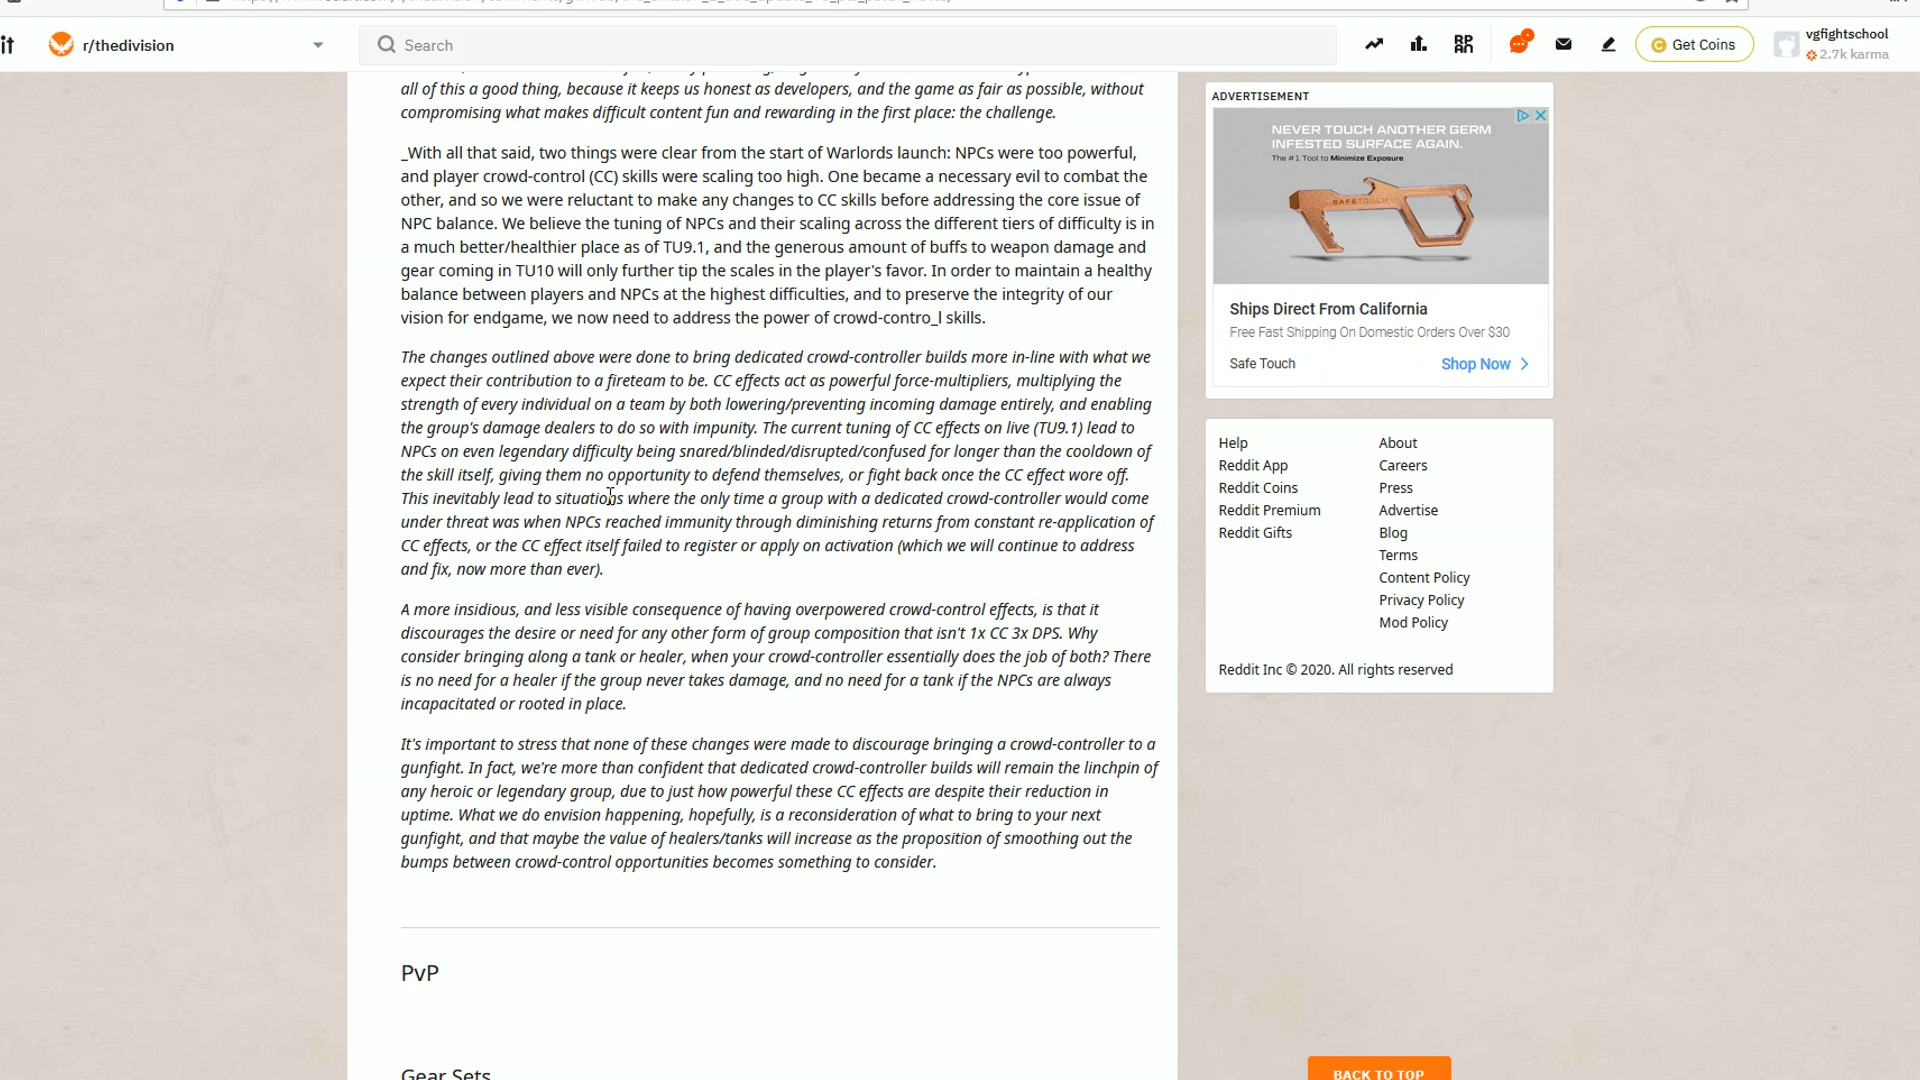 it
r/thedivision
Search
Get Coins
vgfightschool
2.7k karma
all of this a good thing, because it keeps us honest as developers, and the game as fair as possible, without
compromising what makes difficult content fun and rewarding in the first place: the challenge.
_With all that said, two things were clear from the start of Warlords launch: NPCs were too powerful,
and player crowd-control (CC) skills were scaling too high. One became a necessary evil to combat the
other, and so we were reluctant to make any changes to CC skills before addressing the core issue of
NPC balance. We believe the tuning of NPCs and their scaling across the different tiers of difficulty is in
a much better/healthier place as of TU9.1, and the generous amount of buffs to weapon damage and
gear coming in TU10 will only further tip the scales in the player's favor. In order to maintain a healthy
balance between players and NPCs at the highest difficulties, and to preserve the integrity of our
vision for endgame, we now need to address the power of crowd-contro_l skills.
The changes outlined above were done to bring dedicated crowd-controller builds more in-line with what we
expect their contribution to a fireteam to be. CC effects act as powerful force-multipliers, multiplying the
strength of every individual on a team by both lowering/preventing incoming damage entirely, and enabling
the group's damage dealers to do so with impunity. The current tuning of CC effects on live (TU9.1) lead to
NPCs on even legendary difficulty being snared/blinded/disrupted/confused for longer than the cooldown of
the skill itself, giving them no opportunity to defend themselves, or fight back once the CC effect wore off.
This inevitably lead to situations where the only time a group with a dedicated crowd-controller would come
under threat was when NPCs reached immunity through diminishing returns from constant re-application of
CC effects, or the CC effect itself failed to register or apply on activation (which we will continue to address
and fix, now more than ever).
A more insidious, and less visible consequence of having overpowered crowd-control effects, is that it
discourages the desire or need for any other form of group composition that isn't 1x CC 3x DPS. Why
consider bringing along a tank or healer, when your crowd-controller essentially does the job of both? There
is no need for a healer if the group never takes damage, and no need for a tank if the NPCs are always
incapacitated or rooted in place.
It's important to stress that none of these changes were made to discourage bringing a crowd-controller to a
gunfight. In fact, we're more than confident that dedicated crowd-controller builds will remain the linchpin of
any heroic or legendary group, due to just how powerful these CC effects are despite their reduction in
uptime. What we do envision happening, hopefully, is a reconsideration of what to bring to your next
gunfight, and that maybe the value of healers/tanks will increase as the proposition of smoothing out the
bumps between crowd-control opportunities becomes something to consider.
PvP
Gear Sets
ADVERTISEMENT
NEVER TOUCH ANOTHER GERM
INFESTED SURFACE AGAIN.
The #1 Tool to Minimize Exposure
SAFETOUCH
Ships Direct From California
Free Fast Shipping On Domestic Orders Over $30
Safe Touch
Shop Now
Help
Reddit App
Reddit Coins
Reddit Premium
Reddit Gifts
About
Careers
Press
Advertise
Blog
Terms
Content Policy
Privacy Policy
Mod Policy
Reddit Inc © 2020. All rights reserved
BACK TO TOP